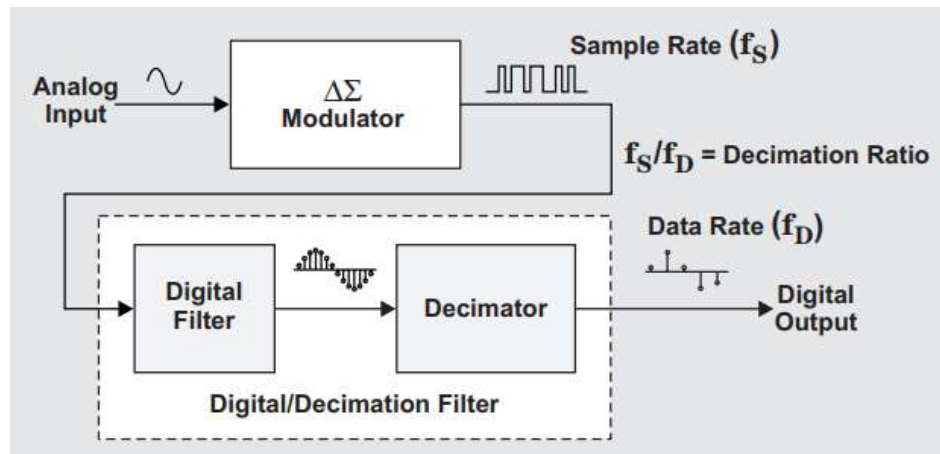 Sample Rate (fS)
Analog
Input
ΔΣ
Modulator
fS/fD = Decimation Ratio
Data Rate (fD)
Digital
Filter
Decimator
Digital
Output
Digital/Decimation Filter